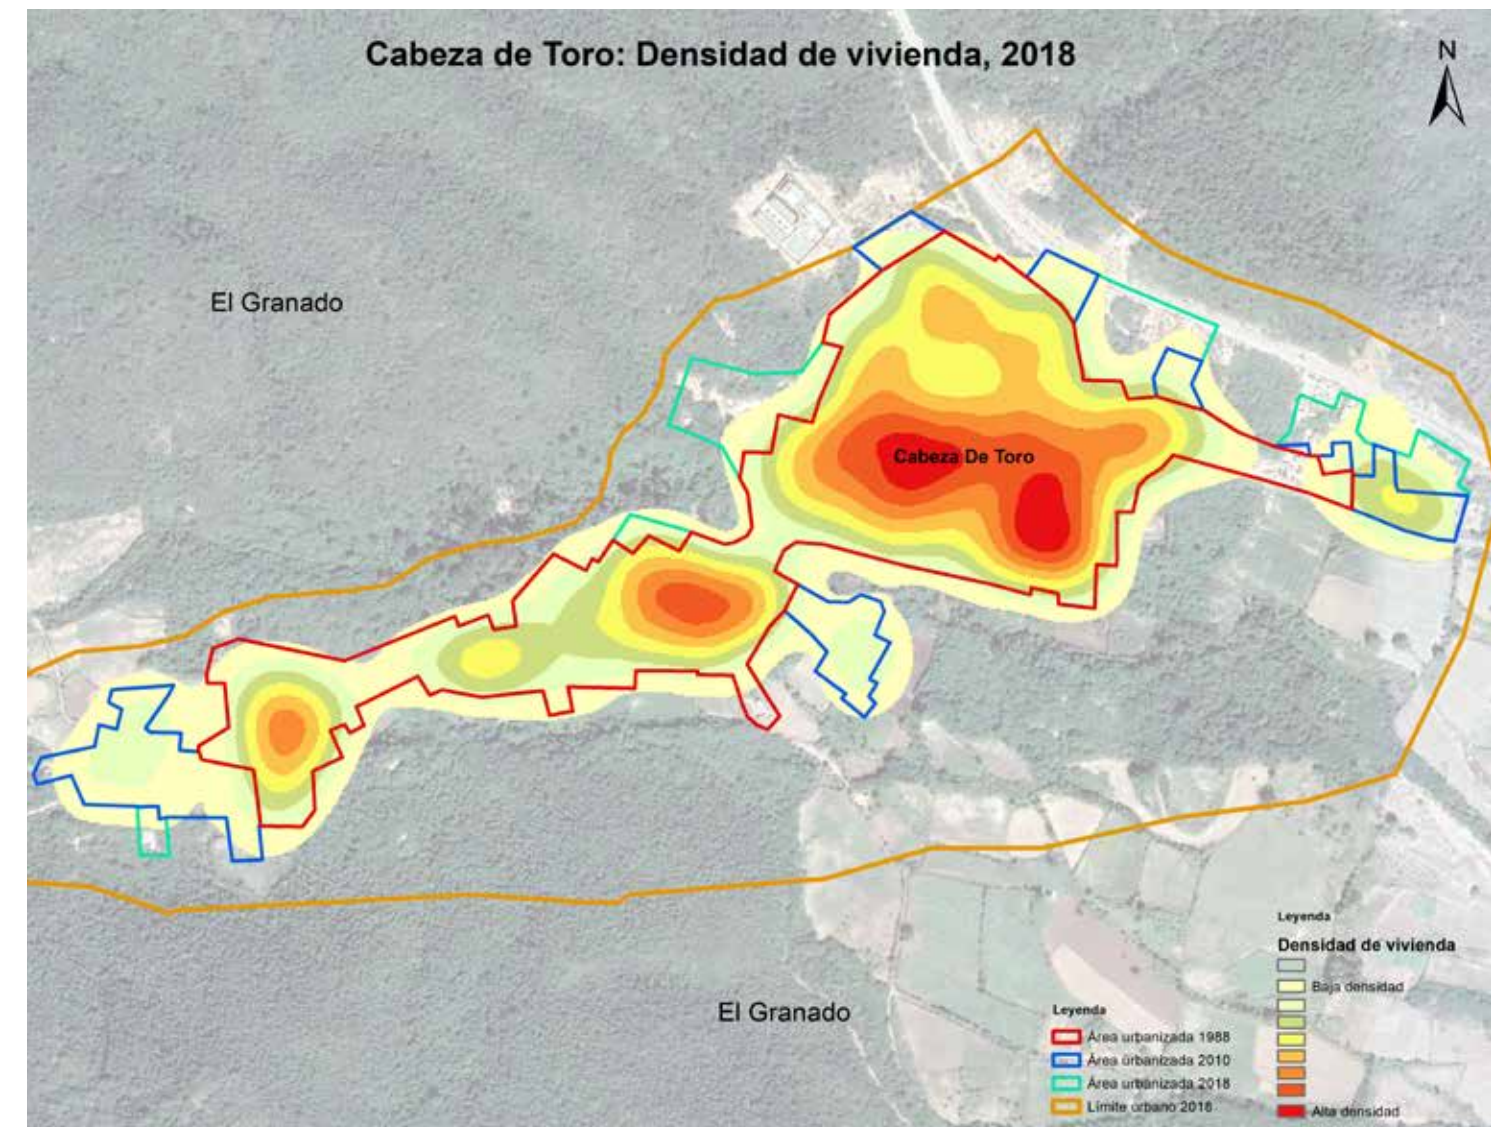 Cabeza de Toro: Densidad de vivienda, 2018
N
El Granado
Cabeza De Toro
El Granado
Leyenda
Densidad de vivienda
Baja densidad
Alta densidad
Leyenda
Área urbanizada 1988
Área urbanizada 2010
Área urbanizada 2018
Límite urbano 2018